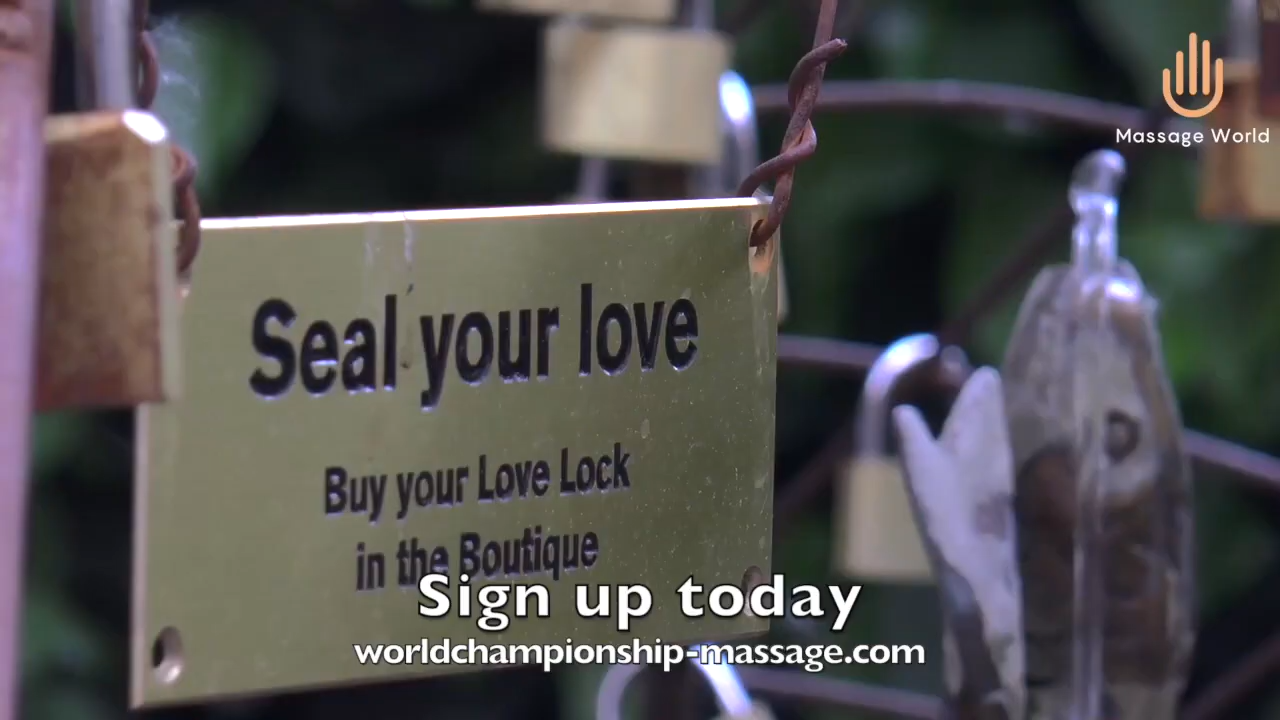 Massage World
Seal your love
Buy your Love Lock
in the Boutique
Sign up today
worldchampionship-massage.com